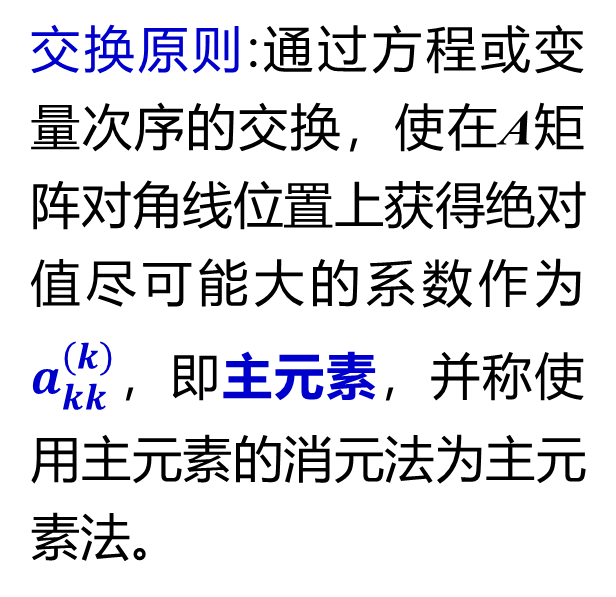 交换原则:通过方程或变
量次序的交换，使在A矩
阵对角线位置上获得绝对
值尽可能大的系数作为
$a_{kk}^{(k)}$，即主元素，并称使
用主元素的消元法为主元
素法。